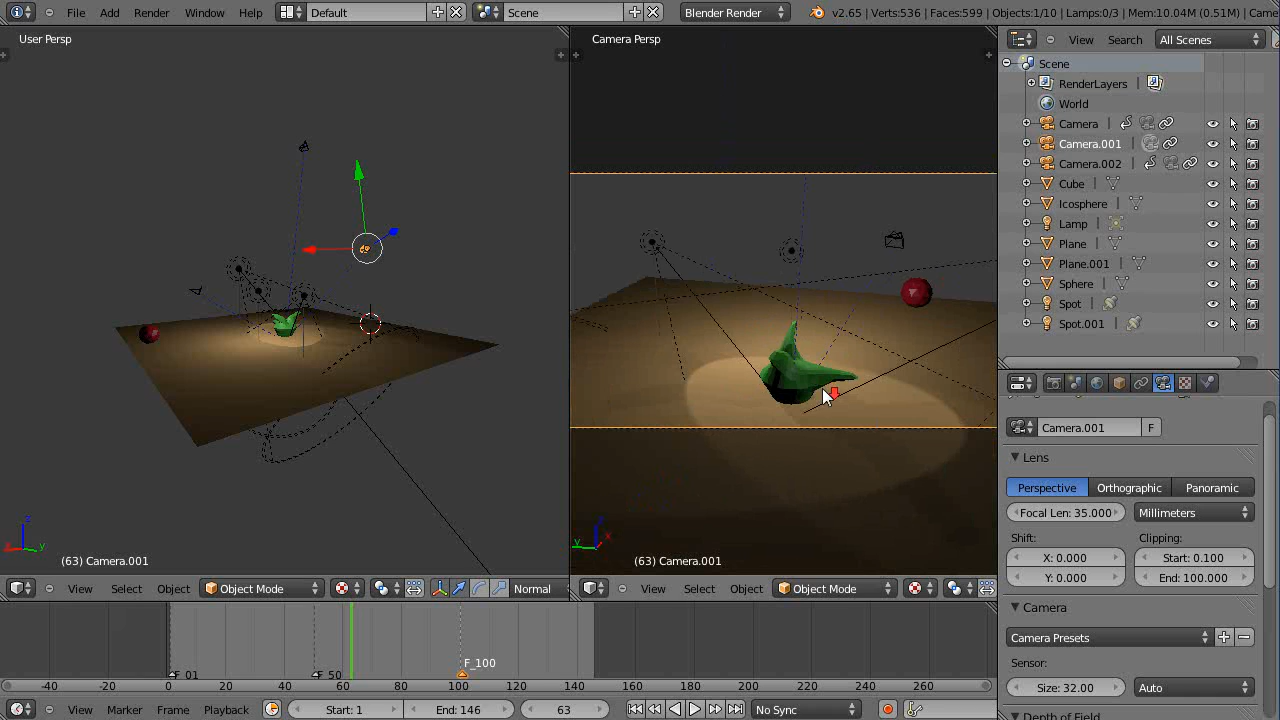 File Render Window Help Default Scene Blender Render v2.65 | Verts:536 | Faces:599 | Objects:1/10 | Lamps:0/3 | Mem:10.04M (0.51M) | Came
User Persp
Camera Persp
(63) Camera.001
(63) Camera.001
View Select Object Object Mode Normal
View Select Object Object Mode
View Search All Scenes
Scene
RenderLayers |
World
Camera |
Camera.001 |
Camera.002 |
Cube |
Icosphere |
Lamp |
Plane |
Plane.001 |
Sphere |
Spot |
Spot.001 |
Camera.001 F
Lens
Perspective Orthographic Panoramic
Focal Len: 35.000 Millimeters
Shift: Clipping:
X: 0.000 Start: 0.100
Y: 0.000 End: 100.000
Camera
Camera Presets
Sensor:
Size: 32.00 Auto
Depth of Field
F_01 F_50 F_100
-40 -20 0 20 40 60 80 100 120 140 160 180 200 220 240 260
View Marker Frame Playback Start: 1 End: 146 63 No Sync